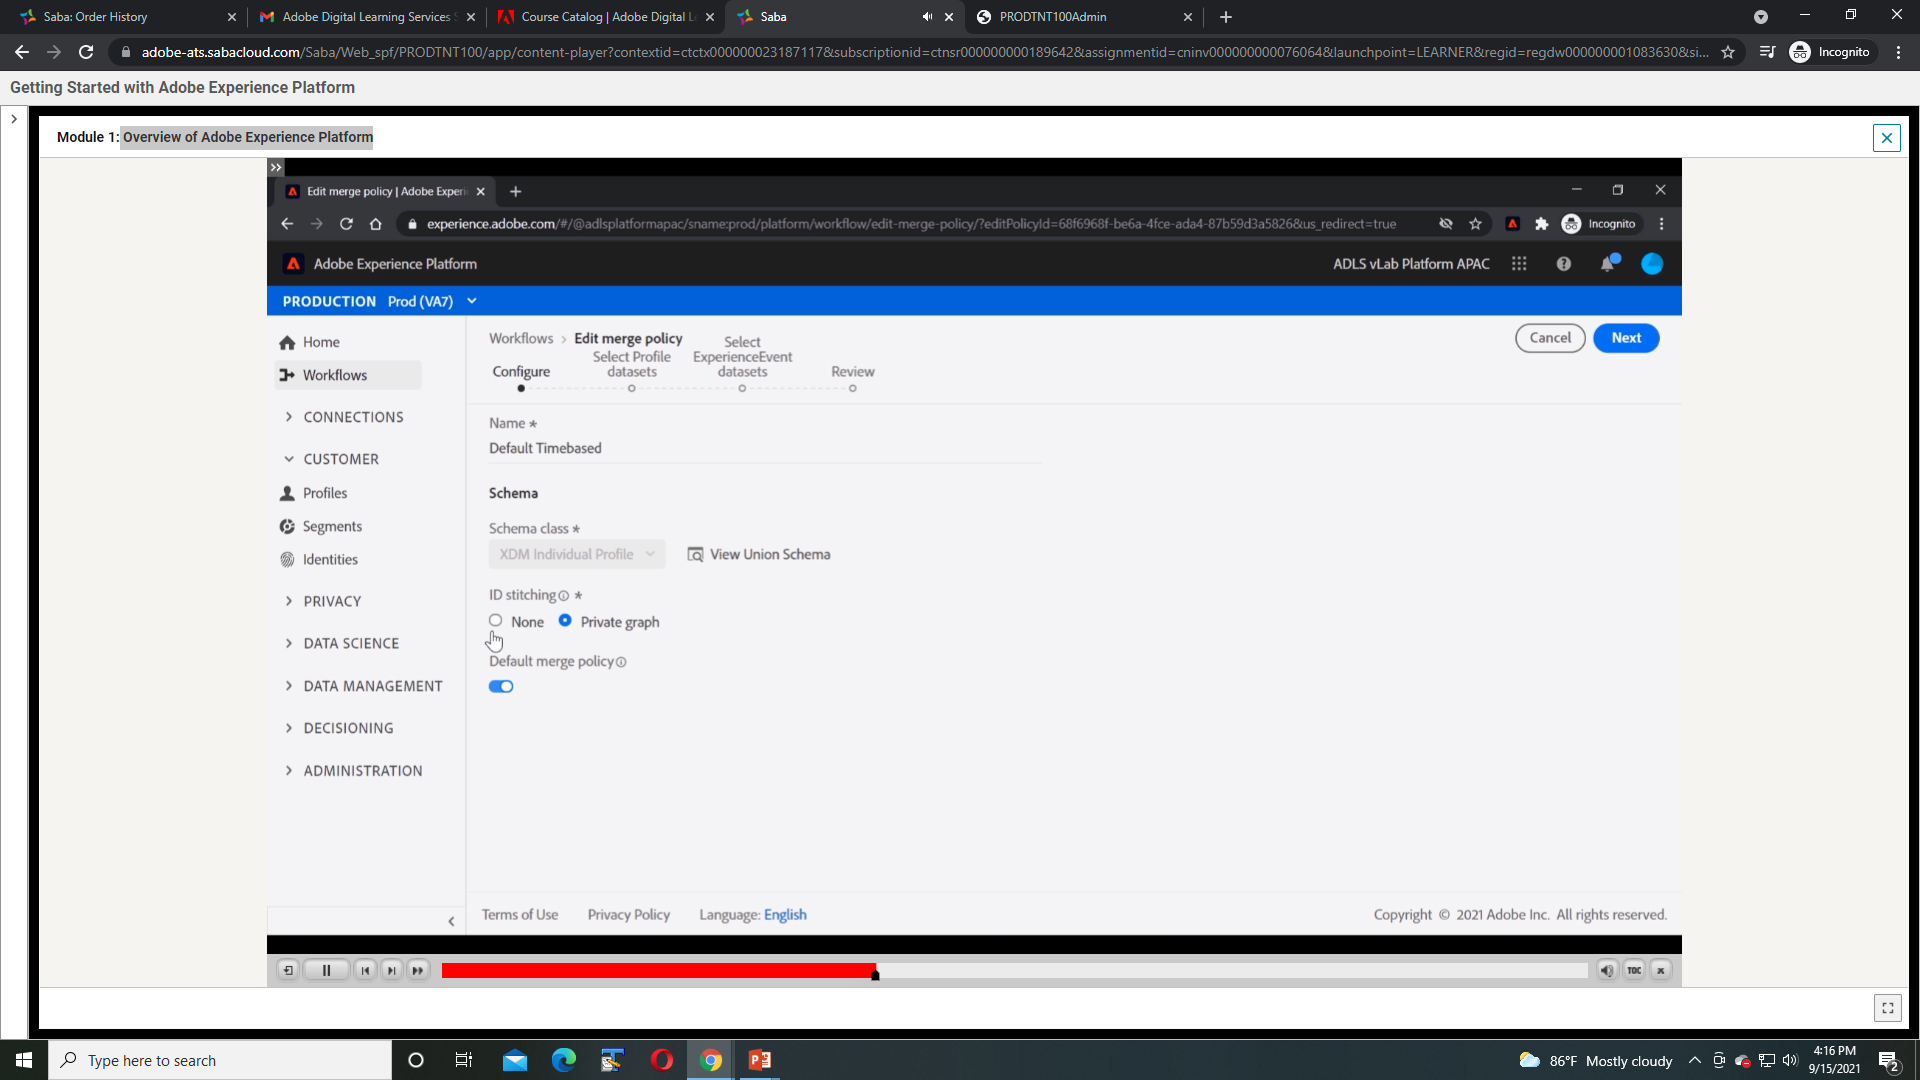 Saba: Order History
Adobe Digital Learning Services S
Course Catalog | Adobe Digital L
Saba
PRODTNT100Admin
adobe-ats.sabacloud.com/Saba/Web_spf/PRODTNT100/app/content-player?contextid=ctctx000000023187117&subscriptionid=ctnsr000000000189642&assignmentid=cninv000000000076064&launchpoint=LEARNER&regid=regdw000000001083630&si...
Incognito
Getting Started with Adobe Experience Platform
Module 1: Overview of Adobe Experience Platform
Edit merge policy | Adobe Experi
experience.adobe.com/#/@adlsplatformapac/sname:prod/platform/workflow/edit-merge-policy/?editPolicyId=68f6968f-be6a-4fce-ada4-87b59d3a5826&us_redirect=true
Incognito
Adobe Experience Platform
ADLS vLab Platform APAC
PRODUCTION Prod (VA7)
Home
Workflows
CONNECTIONS
CUSTOMER
Profiles
Segments
Identities
PRIVACY
DATA SCIENCE
DATA MANAGEMENT
DECISIONING
ADMINISTRATION
Workflows > Edit merge policy
Cancel
Next
Configure
Select Profile
datasets
Select
ExperienceEvent
datasets
Review
Name *
Default Timebased
Schema
Schema class *
XDM Individual Profile
View Union Schema
ID stitching *
None
Private graph
Default merge policy
Terms of Use
Privacy Policy
Language: English
Copyright © 2021 Adobe Inc. All rights reserved.
TOC
Type here to search
86°F Mostly cloudy
4:16 PM
9/15/2021
2